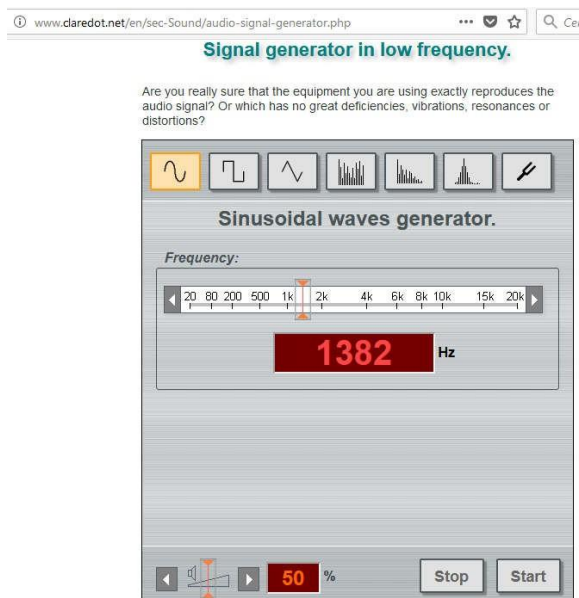 www.claredot.net/en/sec-Sound/audio-signal-generator.php
Signal generator in low frequency.
Are you really sure that the equipment you are using exactly reproduces the
audio signal? Or which has no great deficiencies, vibrations, resonances or
distortions?
Sinusoidal waves generator.
Frequency:
20 80 200 500 1k 2k 4k 6k 8k 10k 15k 20k
1382 Hz
50 %
Stop Start